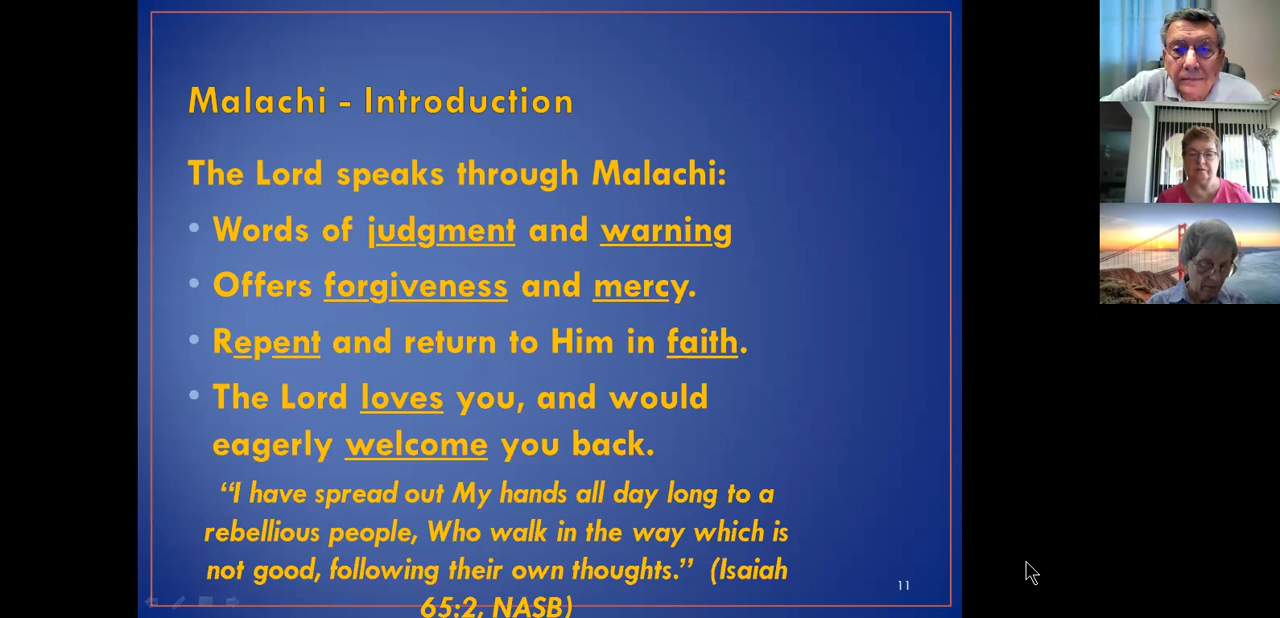 Malachi - Introduction
The Lord speaks through Malachi:
• Words of judgment and warning
• Offers forgiveness and mercy.
• Repent and return to Him in faith.
• The Lord loves you, and would
eagerly welcome you back.
“I have spread out My hands all day long to a
rebellious people, Who walk in the way which is
not good, following their own thoughts.” (Isaiah
65:2, NASB)
11